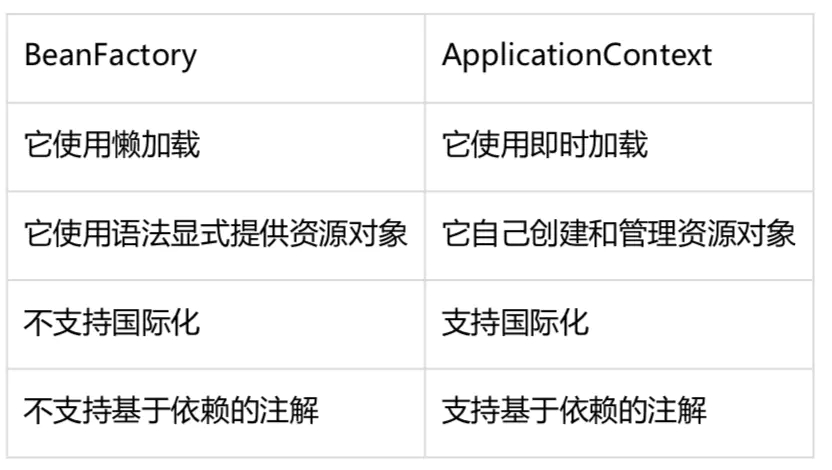 BeanFactory ApplicationContext
它使用懒加载 它使用即时加载
它使用语法显式提供资源对象 它自己创建和管理资源对象
不支持国际化 支持国际化
不支持基于依赖的注解 支持基于依赖的注解